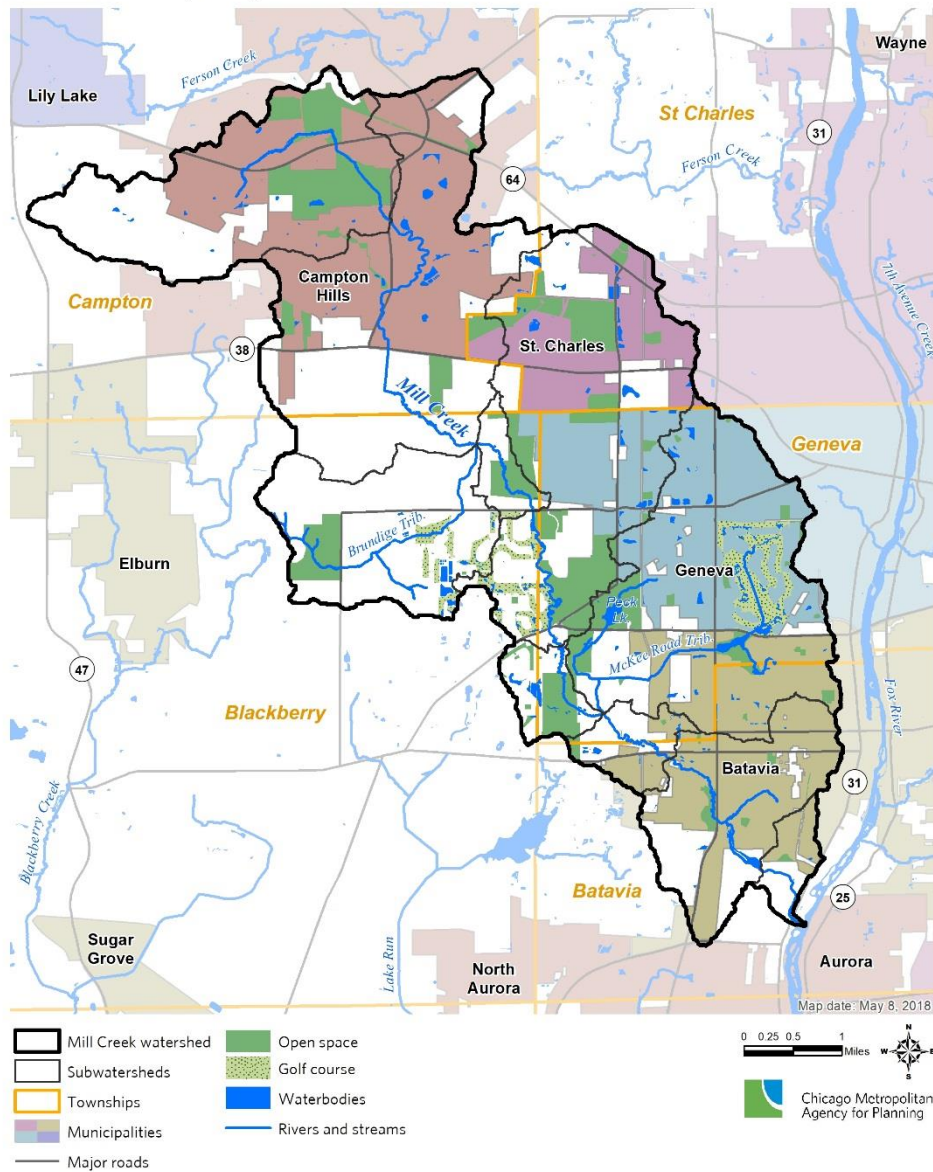 Wayne
Lily Lake
Ferson Creek
St Charles
31
Ferson Creek
64
7th Avenue Creek
Campton
Hills
Campton
St. Charles
38
Mill Creek
Geneva
Brundige Trib.
Elburn
Geneva
Peck
Lk.
McKee Road Trib.
47
Fox River
Blackberry
Batavia
31
Blackberry Creek
Batavia
25
Sugar
Grove
Lake Run
North
Aurora
Aurora
Map date: May 8, 2018
Mill Creek watershed
Subwatersheds
Townships
Municipalities
Major roads
Open space
Golf course
Waterbodies
Rivers and streams
0 0.25 0.5 1
Miles
N
W E
S
Chicago Metropolitan
Agency for Planning